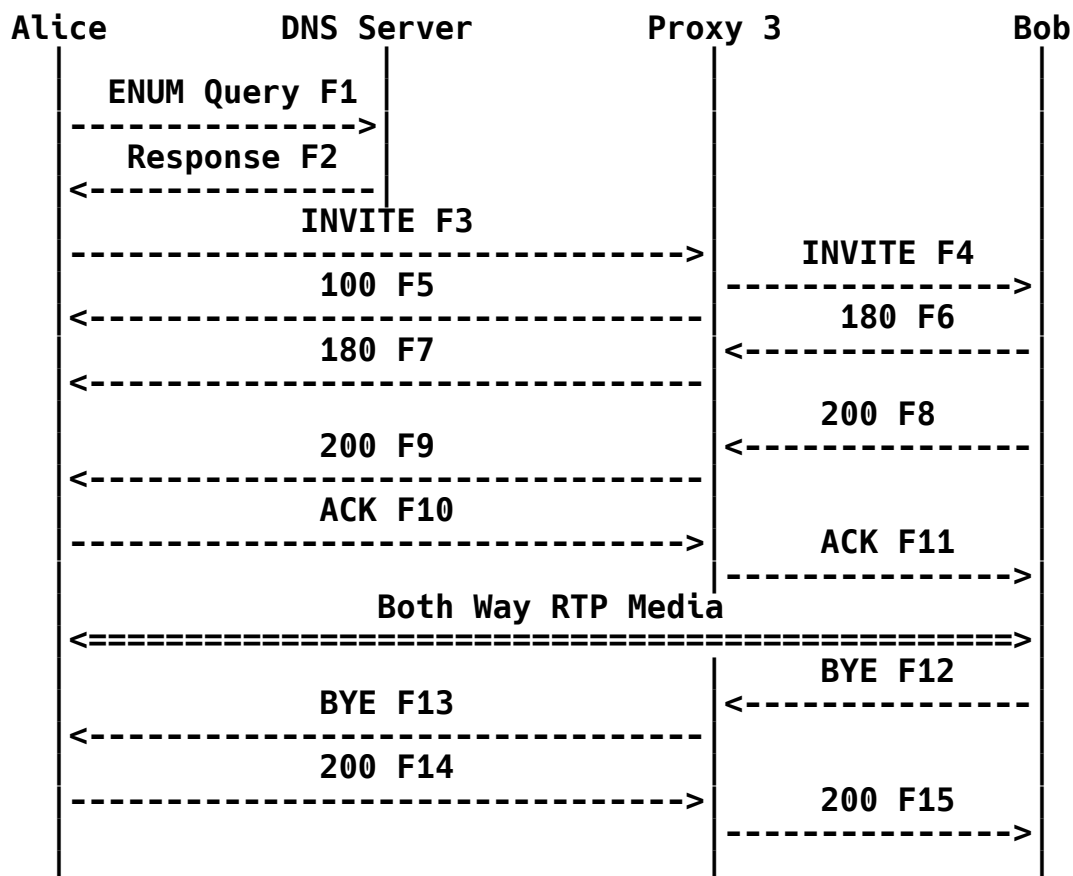 Alice DNS Server Proxy 3 Bob
ENUM Query F1
Response F2
INVITE F3
INVITE F4
100 F5
180 F6
180 F7
200 F8
200 F9
ACK F10
ACK F11
Both Way RTP Media
BYE F12
BYE F13
200 F14
200 F15